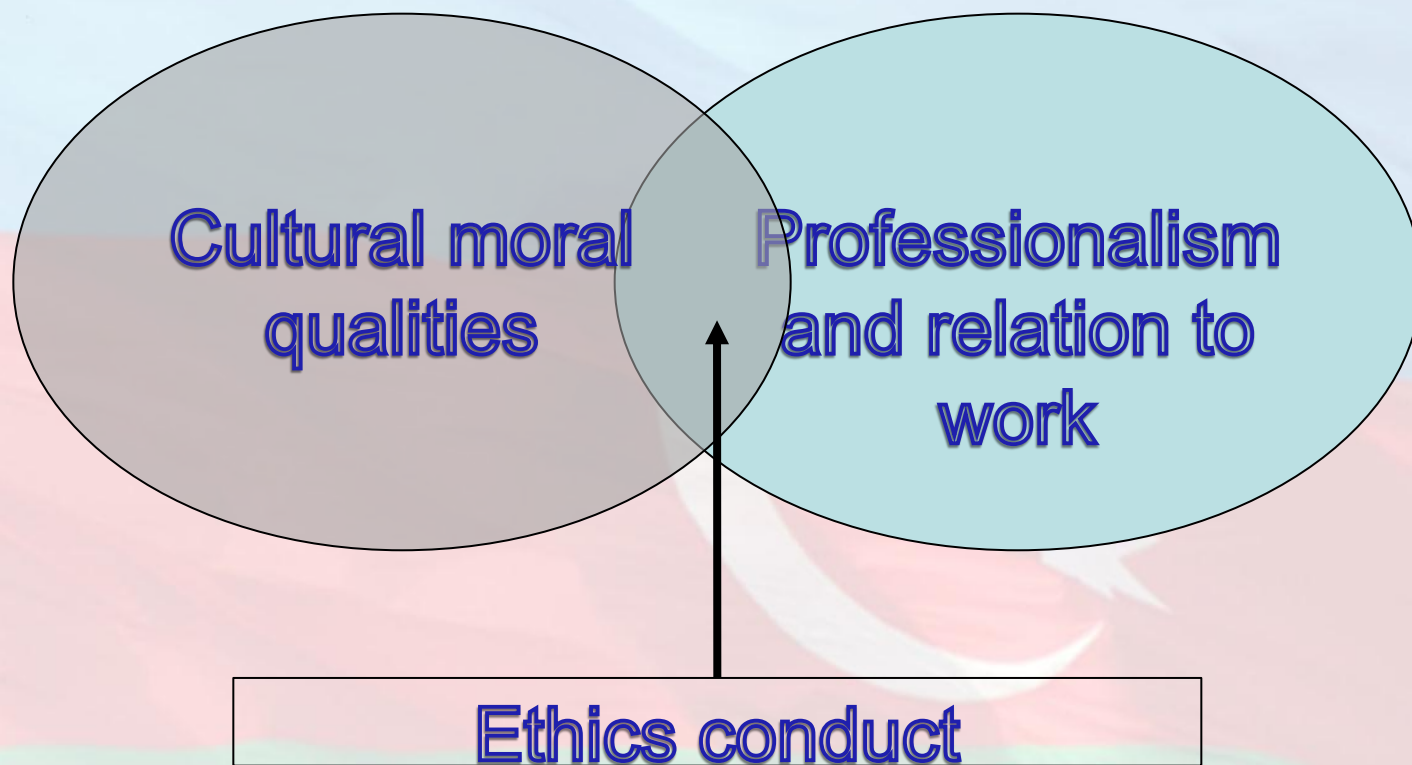 Cultural moral
qualities
Professionalism
and relation to
work
Ethics conduct